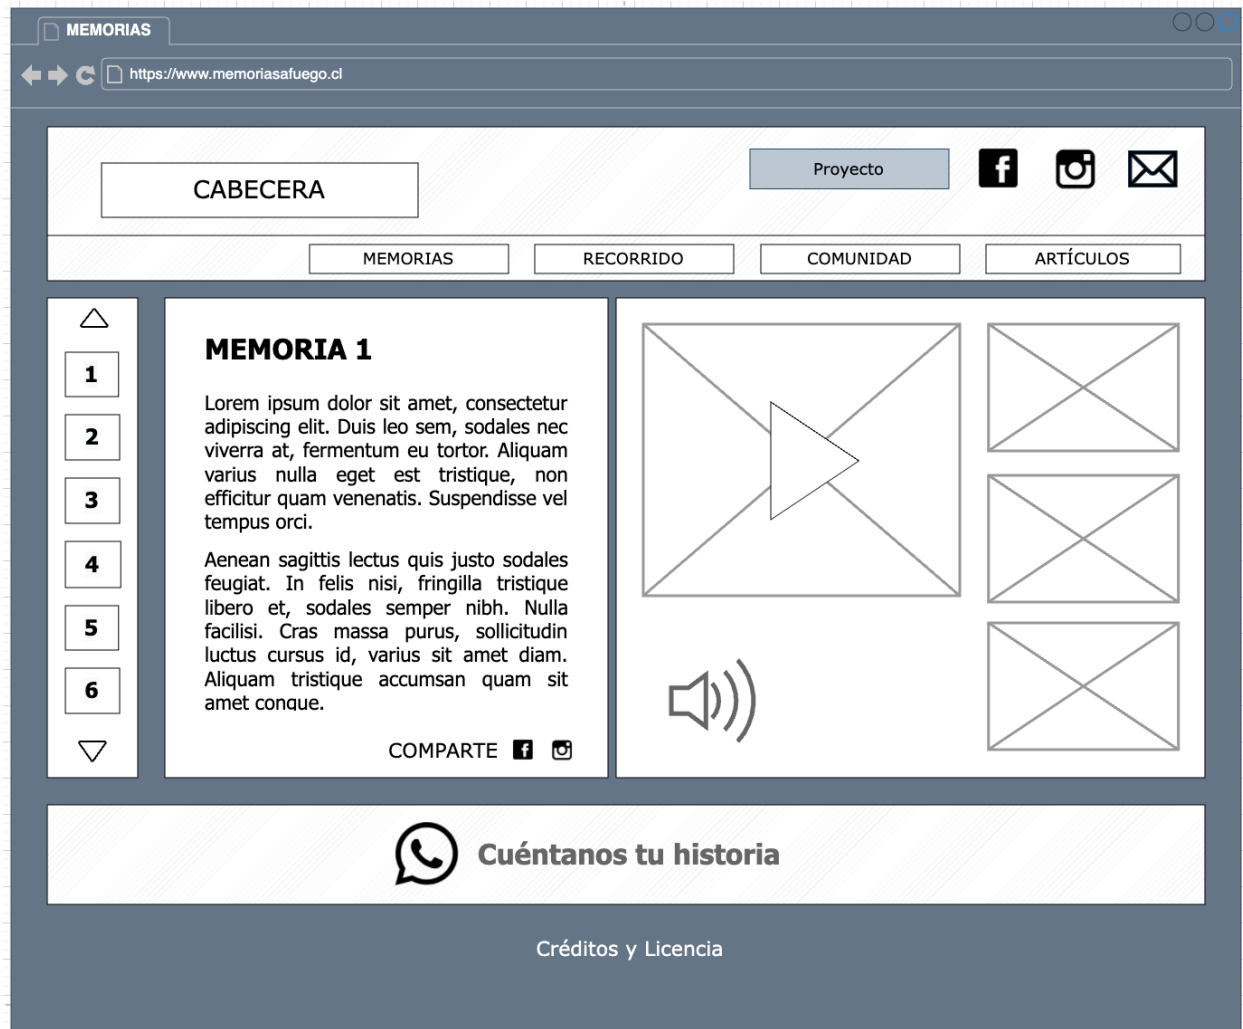 MEMORIAS
https://www.memoriasafuego.cl
CABECERA
Proyecto
MEMORIAS
RECORRIDO
COMUNIDAD
ARTÍCULOS
1
2
3
4
5
6
MEMORIA 1
Lorem ipsum dolor sit amet, consectetur
adipiscing elit. Duis leo sem, sodales nec
viverra at, fermentum eu tortor. Aliquam
varius nulla eget est tristique, non
efficitur quam venenatis. Suspendisse vel
tempus orci.
Aenean sagittis lectus quis justo sodales
feugiat. In felis nisi, fringilla tristique
libero et, sodales semper nibh. Nulla
facilisi. Cras massa purus, sollicitudin
luctus cursus id, varius sit amet diam.
Aliquam tristique accumsan quam sit
amet congue.
COMPARTE
Cuéntanos tu historia
Créditos y Licencia